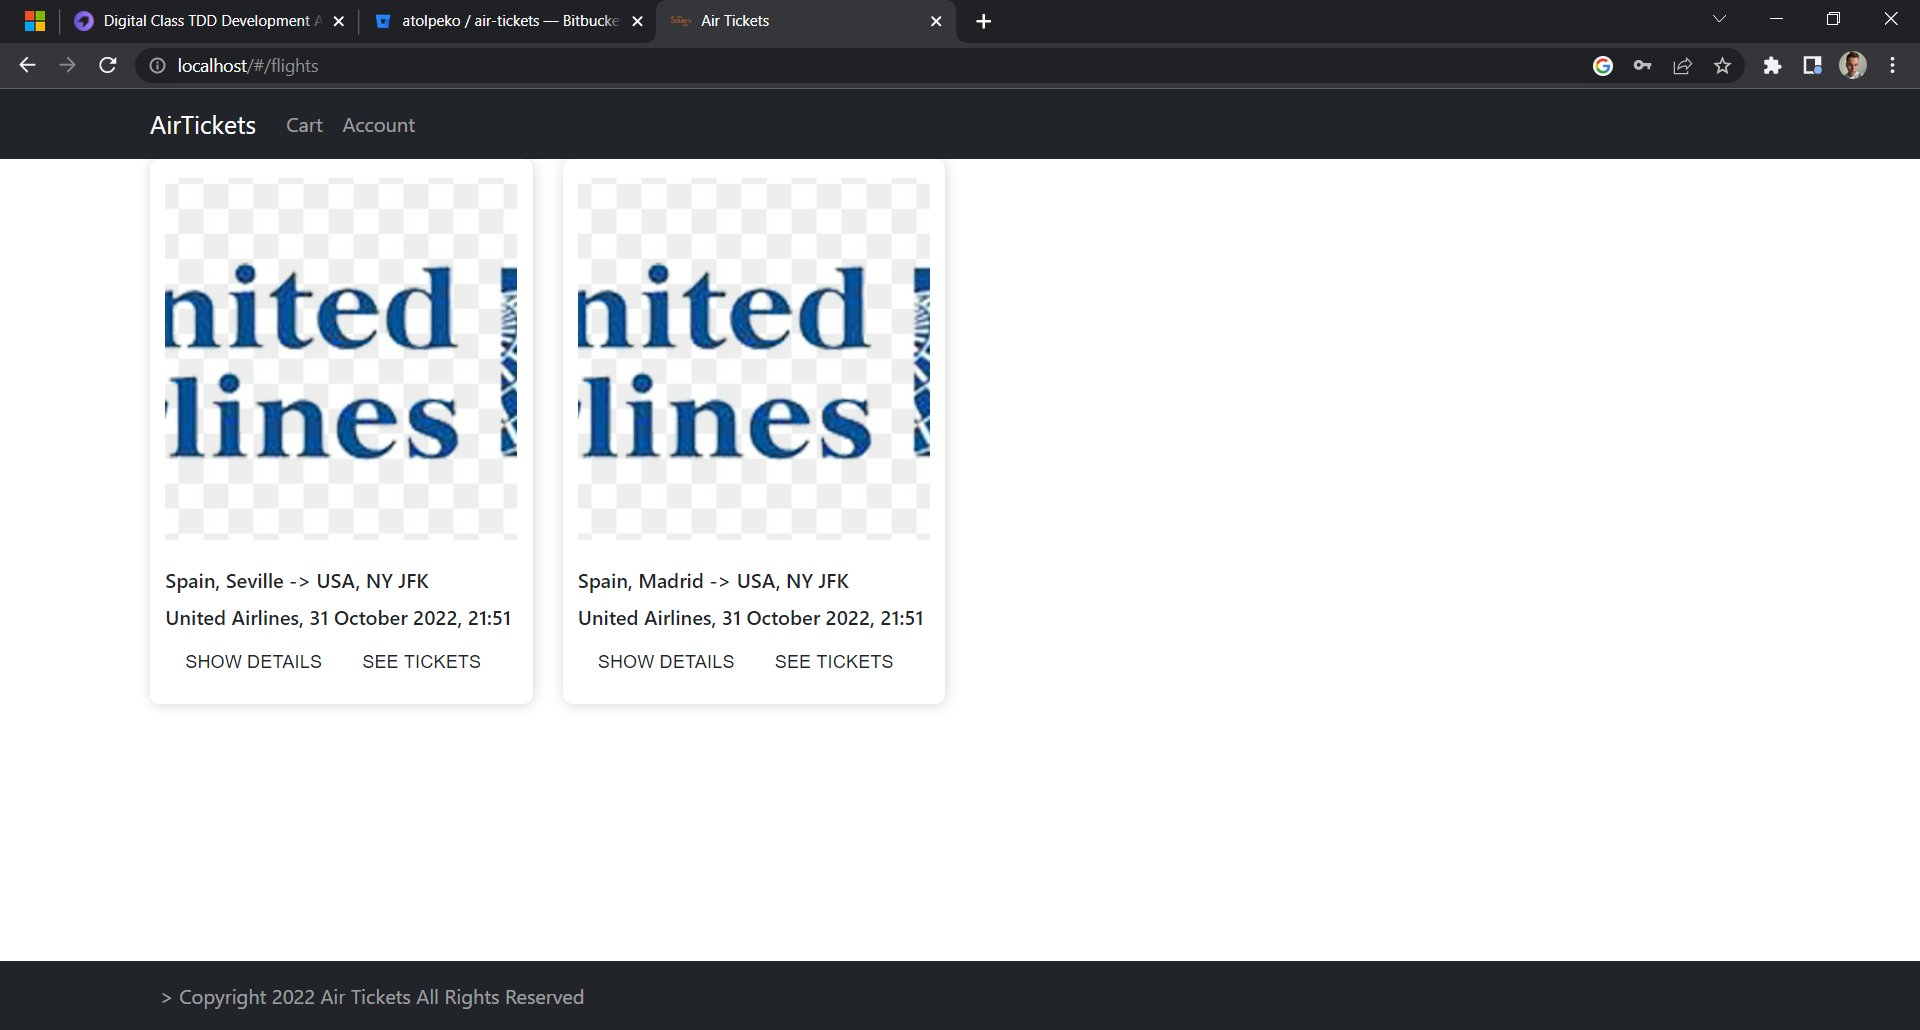 Digital Class TDD Development A
atolpeko / air-tickets — Bitbucke
Air Tickets
localhost/#/flights
AirTickets
Cart
Account
nited
rlines
nited
rlines
Spain, Seville -> USA, NY JFK
United Airlines, 31 October 2022, 21:51
SHOW DETAILS
SEE TICKETS
Spain, Madrid -> USA, NY JFK
United Airlines, 31 October 2022, 21:51
SHOW DETAILS
SEE TICKETS
> Copyright 2022 Air Tickets All Rights Reserved